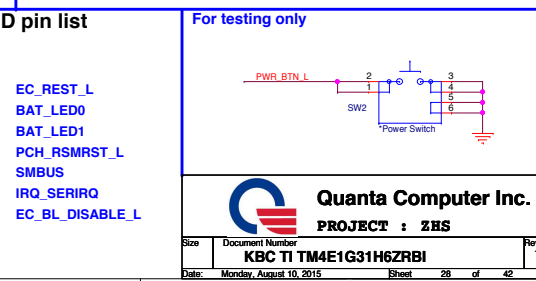 D pin list
EC_REST_L
BAT_LED0
BAT_LED1
PCH_RSMRST_L
SMBUS
IRQ_SERIRQ
EC_BL_DISABLE_L
For testing only
PWR_BTN_L
2
1
3
4
5
6
SW2
*Power Switch
Quanta Computer Inc.
PROJECT : ZHS
Size Document Number
KBC TI TM4E1G31H6ZRBI
Date: Monday, August 10, 2015 Sheet 28 of 42